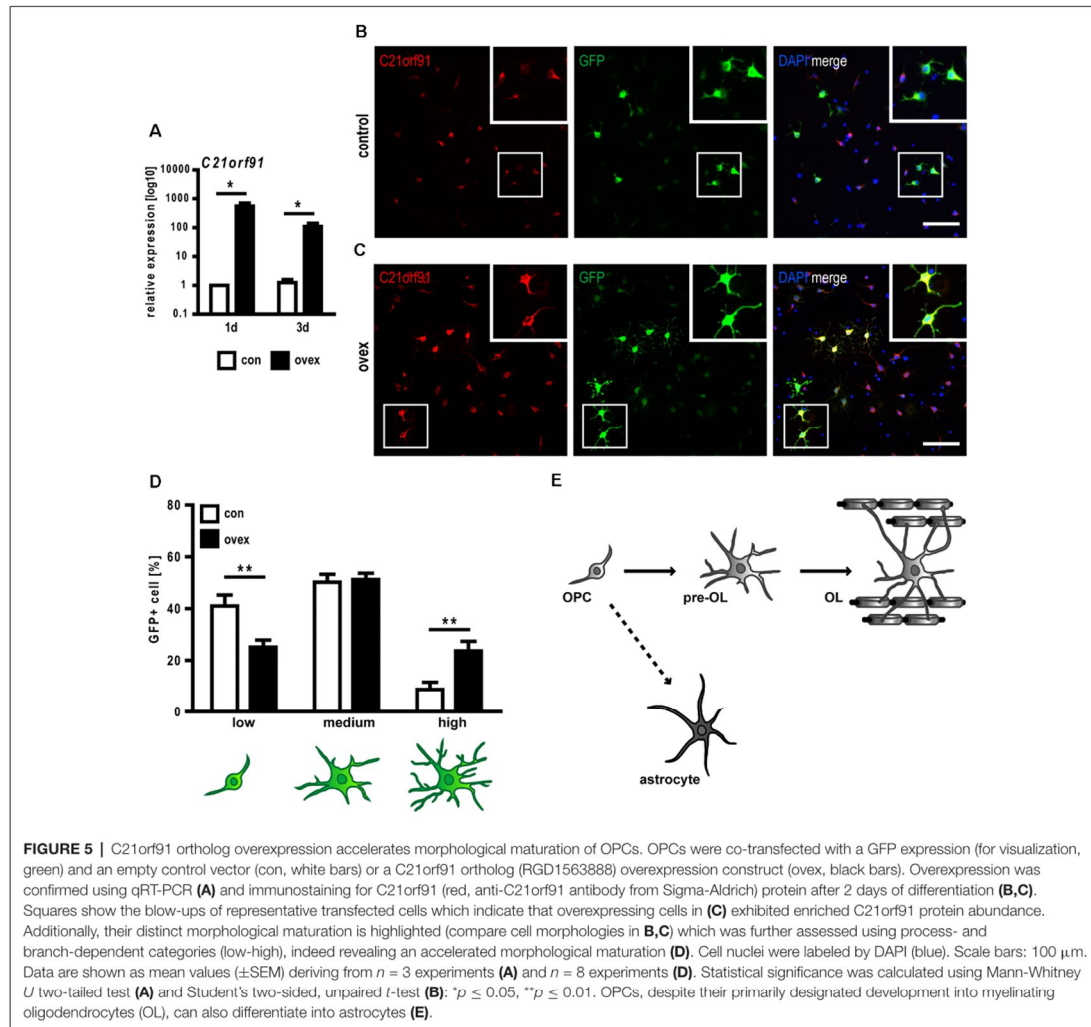 B
C21orf91
GFP
DAPI merge
control
A
C21orf91
relative expression [log10]
10000
1000
100
10
1
0.1
*
*
1d
3d
con
ovex
C
C21orf91
GFP
DAPI merge
ovex
D
GFP+ cell [%]
80
60
40
20
0
con
ovex
**
**
low
medium
high
E
OPC
pre-OL
OL
astrocyte
FIGURE 5 | C21orf91 ortholog overexpression accelerates morphological maturation of OPCs. OPCs were co-transfected with a GFP expression (for visualization,
green) and an empty control vector (con, white bars) or a C21orf91 ortholog (RGD1563888) overexpression construct (ovex, black bars). Overexpression was
confirmed using qRT-PCR (A) and immunostaining for C21orf91 (red, anti-C21orf91 antibody from Sigma-Aldrich) protein after 2 days of differentiation (B,C).
Squares show the blow-ups of representative transfected cells which indicate that overexpressing cells in (C) exhibited enriched C21orf91 protein abundance.
Additionally, their distinct morphological maturation is highlighted (compare cell morphologies in B,C) which was further assessed using process- and
branch-dependent categories (low-high), indeed revealing an accelerated morphological maturation (D). Cell nuclei were labeled by DAPI (blue). Scale bars: 100 μm.
Data are shown as mean values (±SEM) deriving from n = 3 experiments (A) and n = 8 experiments (D). Statistical significance was calculated using Mann-Whitney
U two-tailed test (A) and Student's two-sided, unpaired t-test (B): *p ≤ 0.05, **p ≤ 0.01. OPCs, despite their primarily designated development into myelinating
oligodendrocytes (OL), can also differentiate into astrocytes (E).